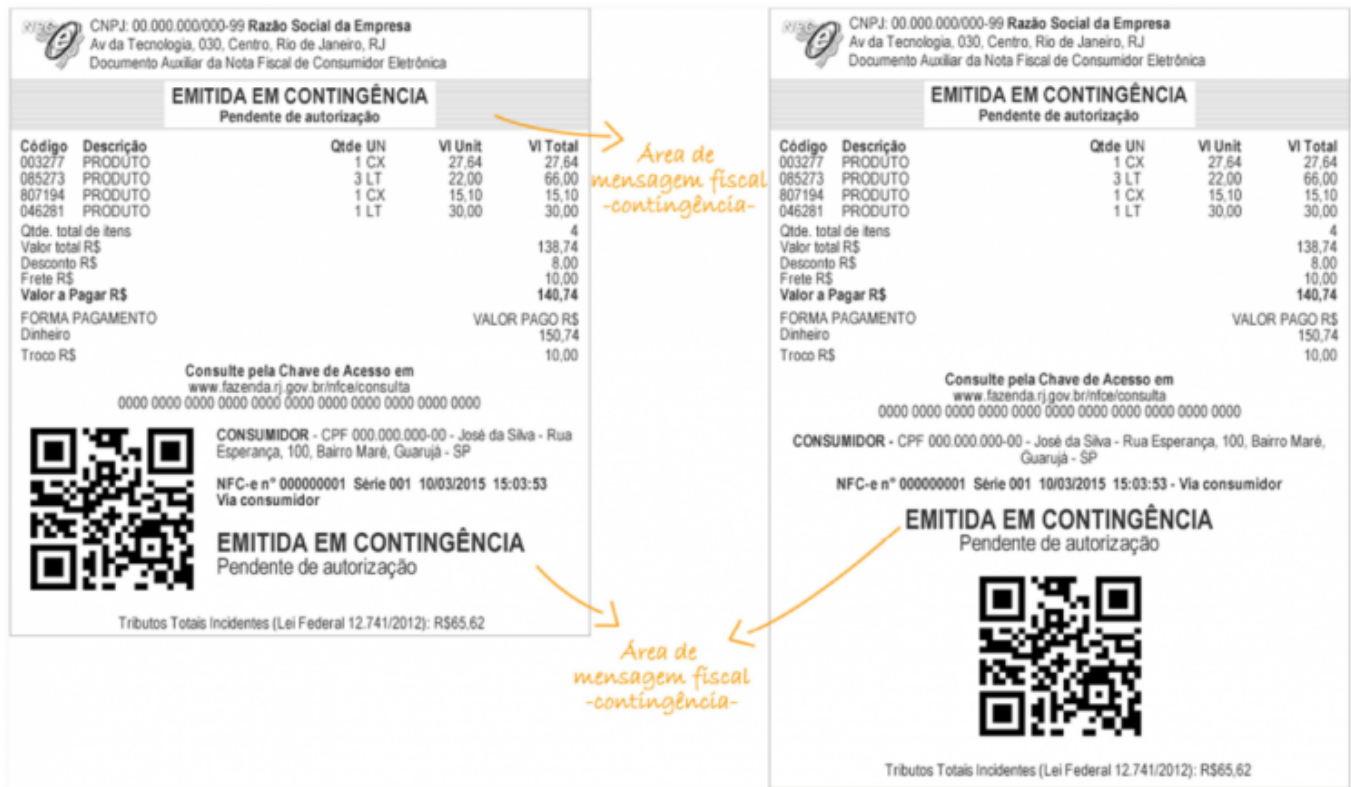 NFC e
CNPJ: 00.000.000/000-99 Razão Social da Empresa
Av da Tecnologia, 030, Centro, Rio de Janeiro, RJ
Documento Auxiliar da Nota Fiscal de Consumidor Eletrônica
EMITIDA EM CONTINGÊNCIA
Pendente de autorização
Código Descrição Qtde UN Vl Unit Vl Total
003277 PRODUTO 1 CX 27,64 27,64
085273 PRODUTO 3 LT 22,00 66,00
807194 PRODUTO 1 CX 15,10 15,10
046281 PRODUTO 1 LT 30,00 30,00
Qtde. total de itens 4
Valor total R$ 138,74
Desconto R$ 8,00
Frete R$ 10,00
Valor a Pagar R$ 140,74
FORMA PAGAMENTO VALOR PAGO R$
Dinheiro 150,74
Troco R$ 10,00
Consulte pela Chave de Acesso em
www.fazenda.rj.gov.br/nfce/consulta
0000 0000 0000 0000 0000 0000 0000 0000 0000 0000 0000
CONSUMIDOR - CPF 000.000.000-00 - José da Silva - Rua
Esperança, 100, Bairro Maré, Guarujá - SP
NFC-e n° 000000001 Série 001 10/03/2015 15:03:53
Via consumidor
EMITIDA EM CONTINGÊNCIA
Pendente de autorização
Tributos Totais Incidentes (Lei Federal 12.741/2012): R$65,62
Área de
mensagem fiscal
-contingência-
Área de
mensagem fiscal
-contingência-
NFC e
CNPJ: 00.000.000/000-99 Razão Social da Empresa
Av da Tecnologia, 030, Centro, Rio de Janeiro, RJ
Documento Auxiliar da Nota Fiscal de Consumidor Eletrônica
EMITIDA EM CONTINGÊNCIA
Pendente de autorização
Código Descrição Qtde UN Vl Unit Vl Total
003277 PRODUTO 1 CX 27,64 27,64
085273 PRODUTO 3 LT 22,00 66,00
807194 PRODUTO 1 CX 15,10 15,10
046281 PRODUTO 1 LT 30,00 30,00
Qtde. total de itens 4
Valor total R$ 138,74
Desconto R$ 8,00
Frete R$ 10,00
Valor a Pagar R$ 140,74
FORMA PAGAMENTO VALOR PAGO R$
Dinheiro 150,74
Troco R$ 10,00
Consulte pela Chave de Acesso em
www.fazenda.rj.gov.br/nfce/consulta
0000 0000 0000 0000 0000 0000 0000 0000 0000 0000 0000
CONSUMIDOR - CPF 000.000.000-00 - José da Silva - Rua Esperança, 100, Bairro Maré,
Guarujá - SP
NFC-e n° 000000001 Série 001 10/03/2015 15:03:53 - Via consumidor
EMITIDA EM CONTINGÊNCIA
Pendente de autorização
Tributos Totais Incidentes (Lei Federal 12.741/2012): R$65,62